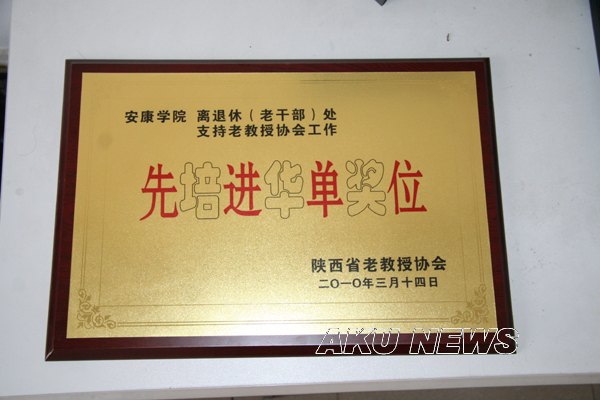 安康学院 离退休（老干部）处
支持老教授协会工作
先培进华单奖位
陕西省老教授协会
二〇一〇年三月十四日
AKU NEWS